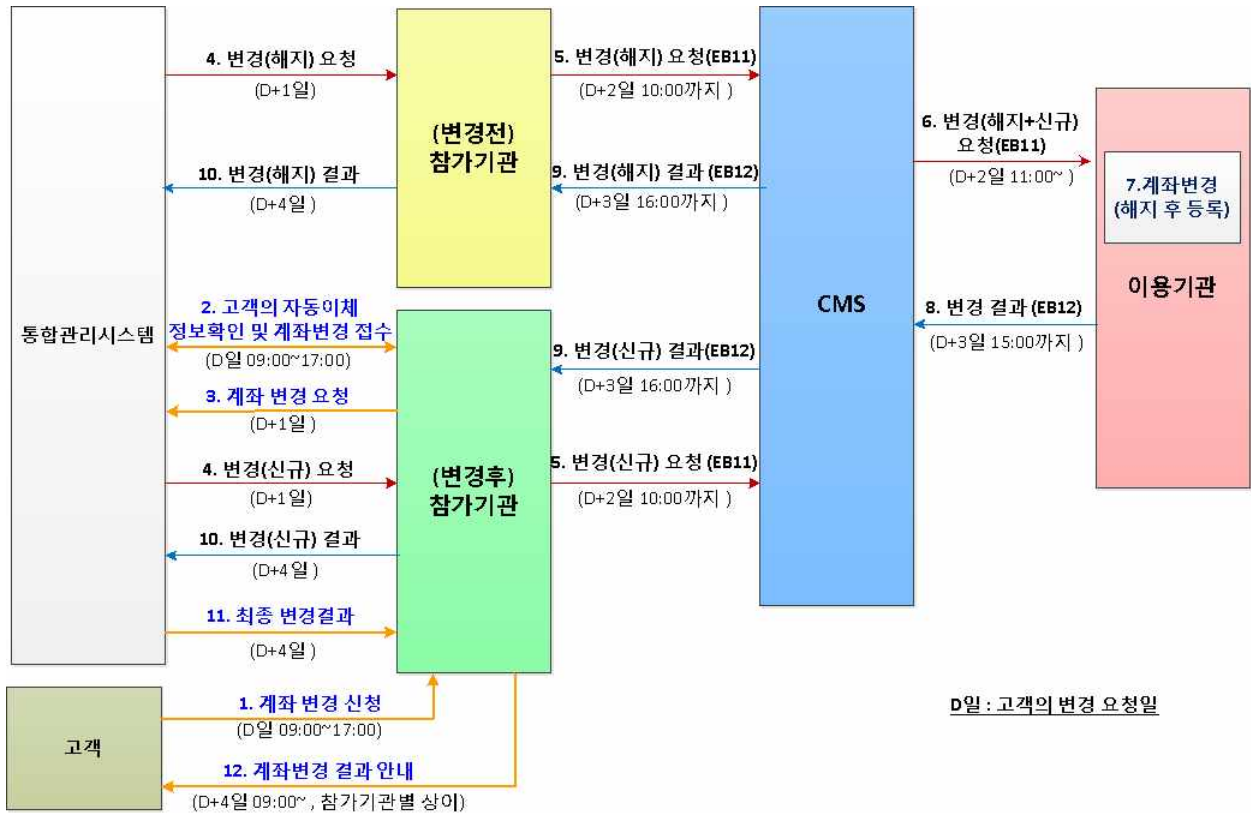 4. 변경(해지) 요청
(D+1일)
10. 변경(해지) 결과
(D+4일 )
(변경전)
참가기관
5. 변경(해지) 요청(EB11)
(D+2일 10:00까지 )
9. 변경(해지) 결과 (EB12)
(D+3일 16:00까지 )
CMS
6. 변경(해지+신규)
요청(EB11)
(D+2일 11:00~ )
7.계좌변경
(해지 후 등록)
이용기관
8. 변경 결과 (EB12)
(D+3일 15:00까지 )
통합관리시스템
2. 고객의 자동이체
정보확인 및 계좌변경 접수
(D일 09:00~17:00)
3. 계좌 변경 요청
(D+1일 )
4. 변경(신규) 요청
(D+1일 )
10. 변경(신규) 결과
(D+4일 )
11. 최종 변경결과
(D+4일 )
(변경후)
참가기관
9. 변경(신규) 결과(EB12)
(D+3일 16:00까지 )
5. 변경(신규) 요청 (EB11)
(D+2일 10:00까지 )
고객
1. 계좌 변경 신청
(D일 09:00~17:00)
12. 계좌변경 결과 안내
(D+4일 09:00~ , 참가기관별 상이)
D일 : 고객의 변경 요청일